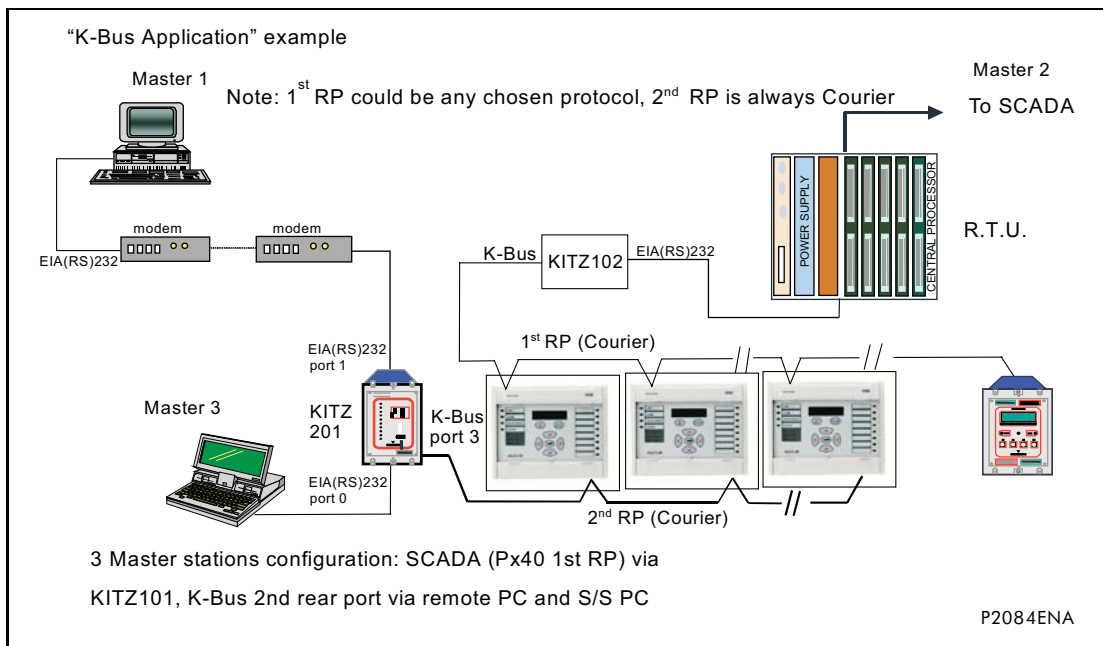 “K-Bus Application” example
Master 1
Note: 1st RP could be any chosen protocol, 2nd RP is always Courier
Master 2
To SCADA
POWER SUPPLY
CENTRAL PROCESSOR
R.T.U.
modem
modem
EIA(RS)232
K-Bus
KITZ102
EIA(RS)232
1st RP (Courier)
EIA(RS)232
port 1
Master 3
KITZ
201
K-Bus
port 3
EIA(RS)232
port 0
2nd RP (Courier)
3 Master stations configuration: SCADA (Px40 1st RP) via
KITZ101, K-Bus 2nd rear port via remote PC and S/S PC
P2084ENA